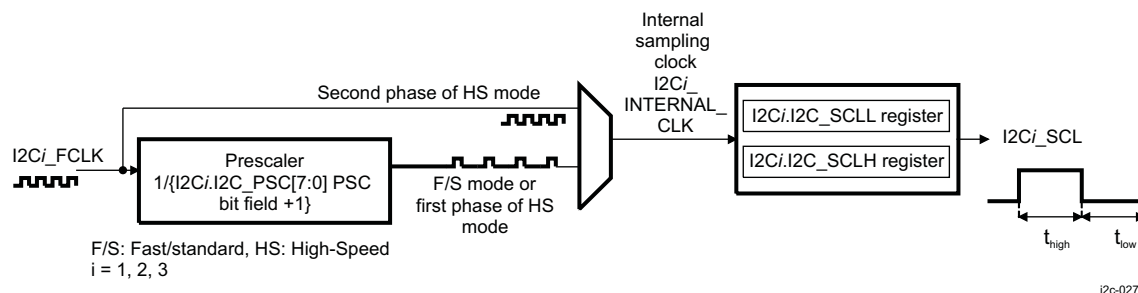 Internal
sampling
clock
I2Ci_
INTERNAL_
CLK
Second phase of HS mode
I2Ci.I2C_SCLL register
I2Ci_FCLK
Prescaler
1/{I2Ci.I2C_PSC[7:0] PSC
bit field +1}
F/S mode or
first phase of HS
mode
I2Ci.I2C_SCLH register
I2Ci_SCL
F/S: Fast/standard, HS: High-Speed
i = 1, 2, 3
thigh
tlow
i2c-027